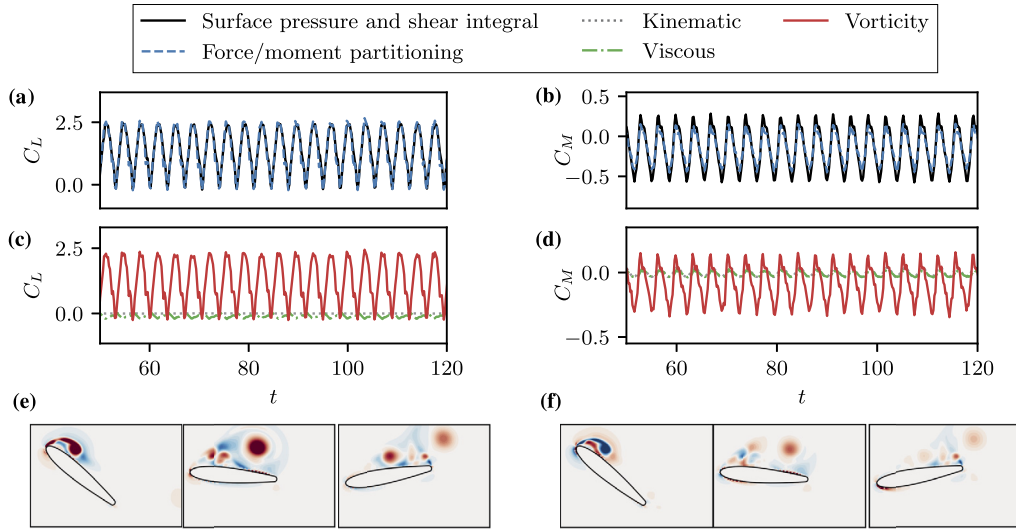 Surface pressure and shear integral
Kinematic
Vorticity
Force/moment partitioning
Viscous
(a)
2.5
0.0
C_L
(b)
0.5
0.0
−0.5
C_M
(c)
2.5
0.0
C_L
60 80 100 120
t
(d)
0.0
−0.5
C_M
60 80 100 120
t
(e)
(f)